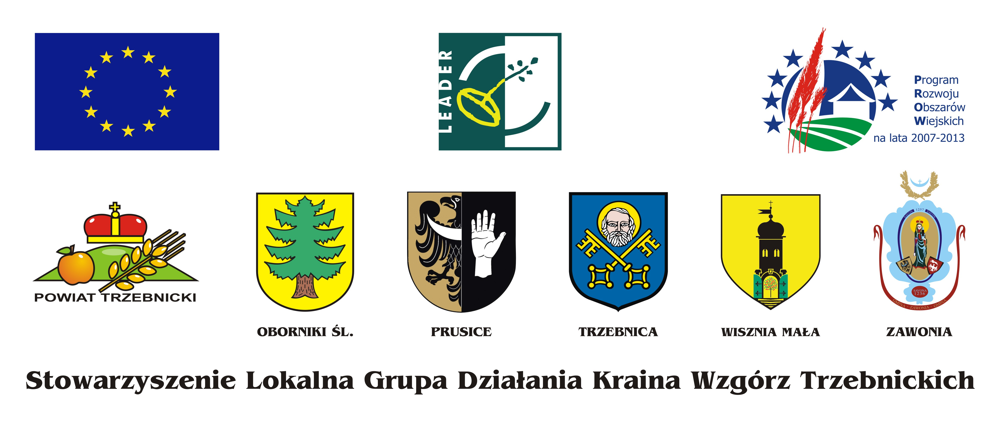 LEADER
Program
Rozwoju
Obszarów
Wiejskich
na lata 2007-2013
POWIAT TRZEBNICKI
SAVON 1257 SAVON
SAVONA
1236
GMINA · ZAWONIA · GMINA
OBORNIKI ŚL.
PRUSICE
TRZEBNICA
WISZNIA MAŁA
ZAWONIA
Stowarzyszenie Lokalna Grupa Działania Kraina Wzgórz Trzebnickich